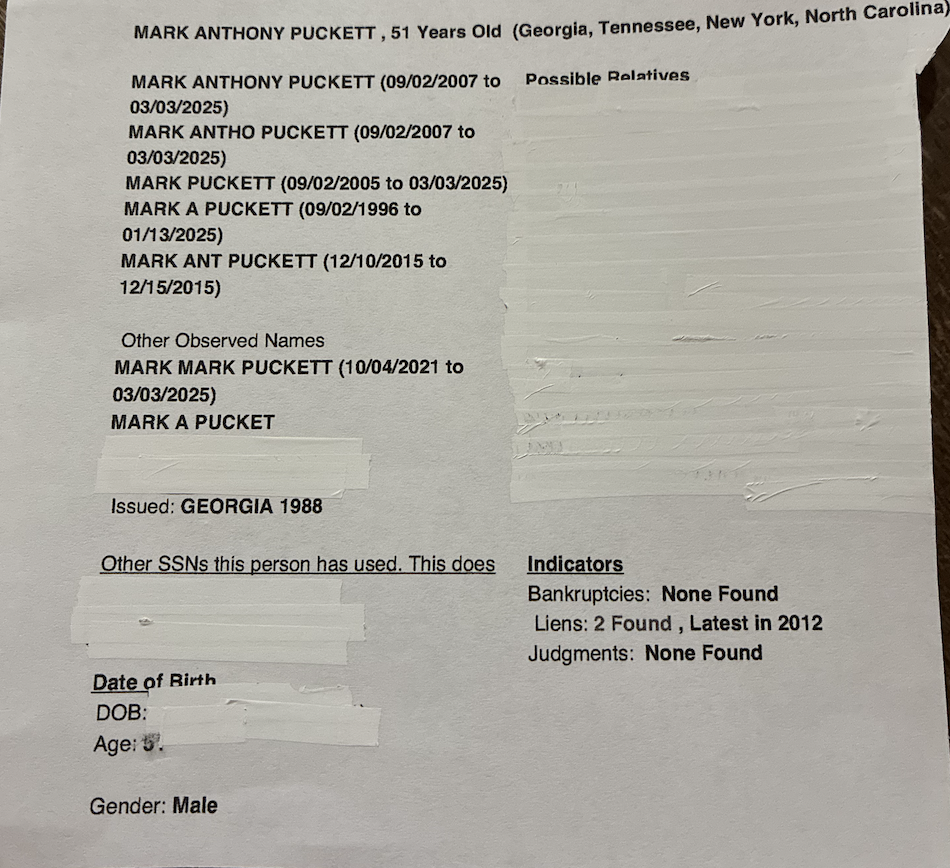 MARK ANTHONY PUCKETT , 51 Years Old (Georgia, Tennessee, New York, North Carolina)
MARK ANTHONY PUCKETT (09/02/2007 to
03/03/2025)
MARK ANTHO PUCKETT (09/02/2007 to
03/03/2025)
MARK PUCKETT (09/02/2005 to 03/03/2025)
MARK A PUCKETT (09/02/1996 to
01/13/2025)
MARK ANT PUCKETT (12/10/2015 to
12/15/2015)
Other Observed Names
MARK MARK PUCKETT (10/04/2021 to
03/03/2025)
MARK A PUCKET
Issued: GEORGIA 1988
Other SSNs this person has used. This does
Date of Birth
DOB:
Age:
Gender: Male
Possible Relatives
Indicators
Bankruptcies: None Found
Liens: 2 Found , Latest in 2012
Judgments: None Found